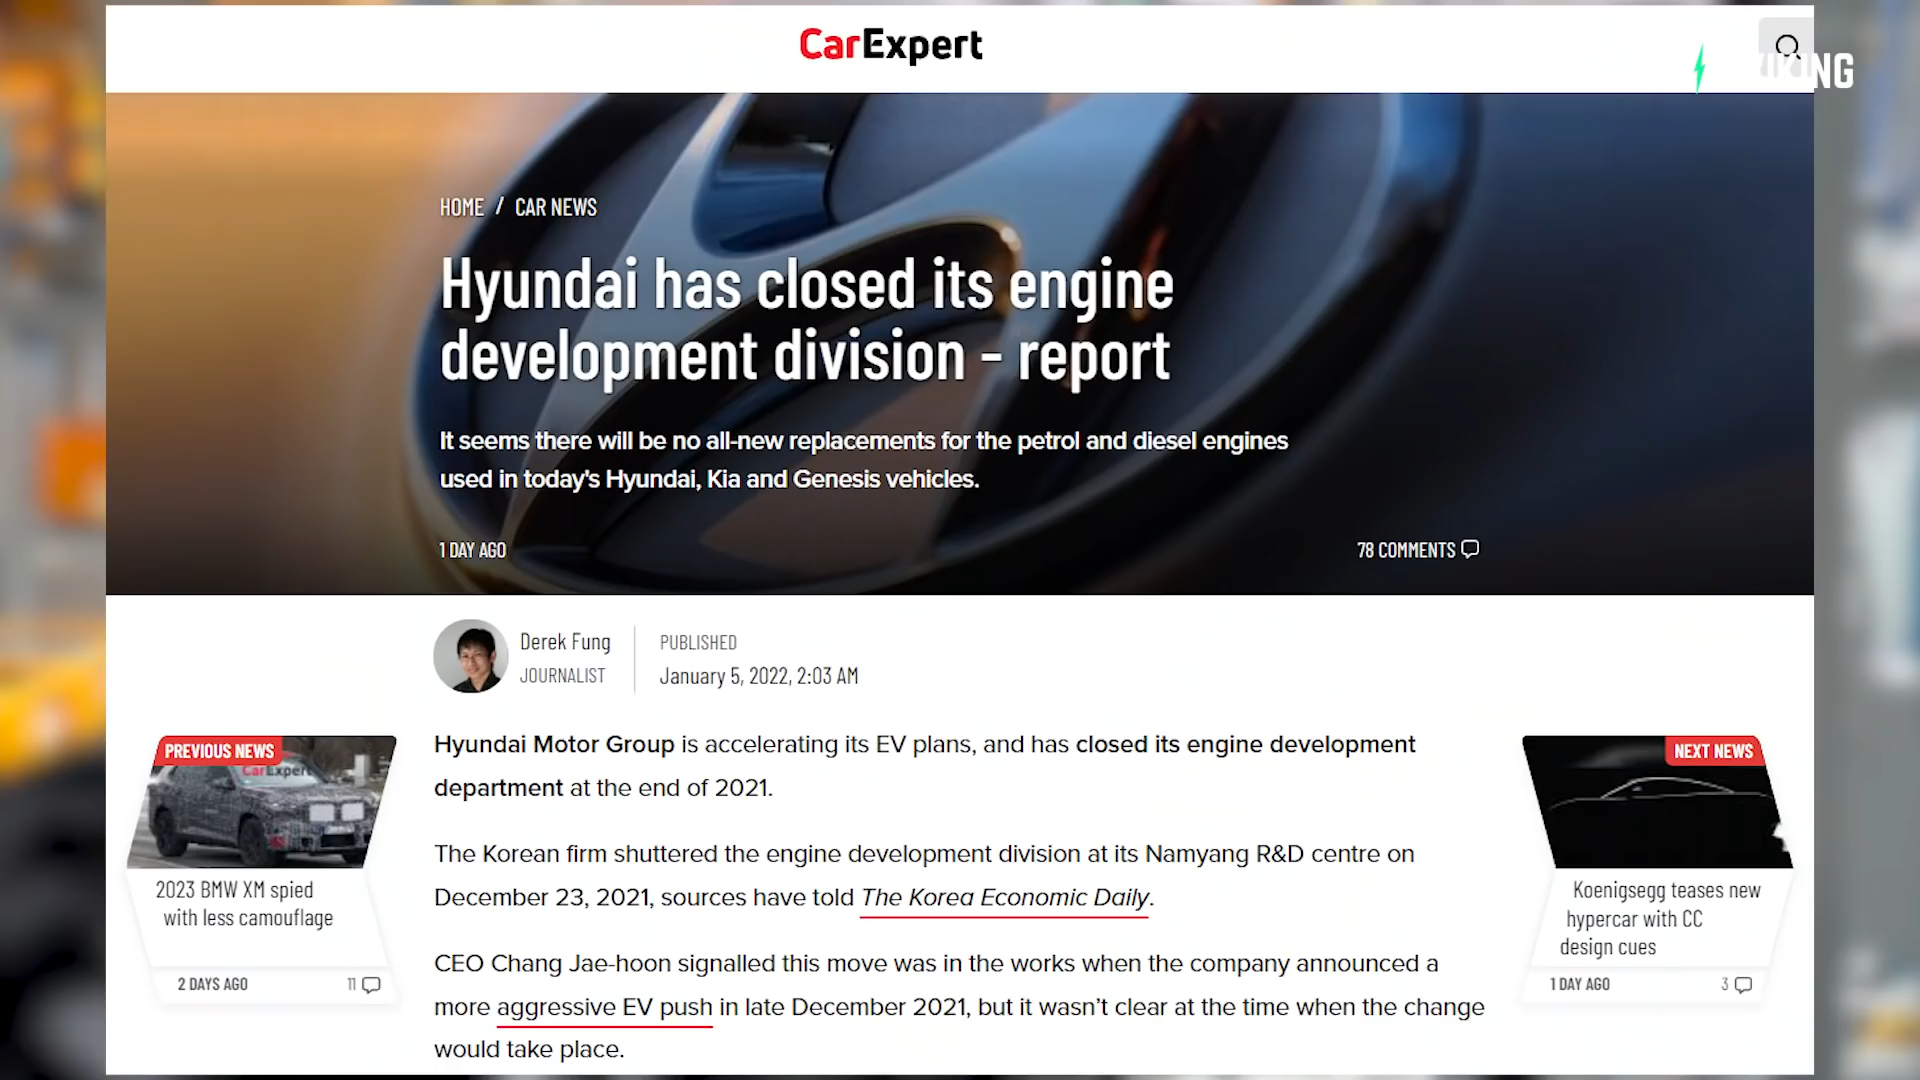 CarExpert
HOME / CAR NEWS
Hyundai has closed its engine
development division - report
It seems there will be no all-new replacements for the petrol and diesel engines
used in today's Hyundai, Kia and Genesis vehicles.
1 DAY AGO
78 COMMENTS
Derek Fung
JOURNALIST
PUBLISHED
January 5, 2022, 2:03 AM
Hyundai Motor Group is accelerating its EV plans, and has closed its engine development
department at the end of 2021.
The Korean firm shuttered the engine development division at its Namyang R&D centre on
December 23, 2021, sources have told The Korea Economic Daily.
CEO Chang Jae-hoon signalled this move was in the works when the company announced a
more aggressive EV push in late December 2021, but it wasn't clear at the time when the change
would take place.
PREVIOUS NEWS
CarExpert
2023 BMW XM spied
with less camouflage
2 DAYS AGO
11
NEXT NEWS
Koenigsegg teases new
hypercar with CC
design cues
1 DAY AGO
3